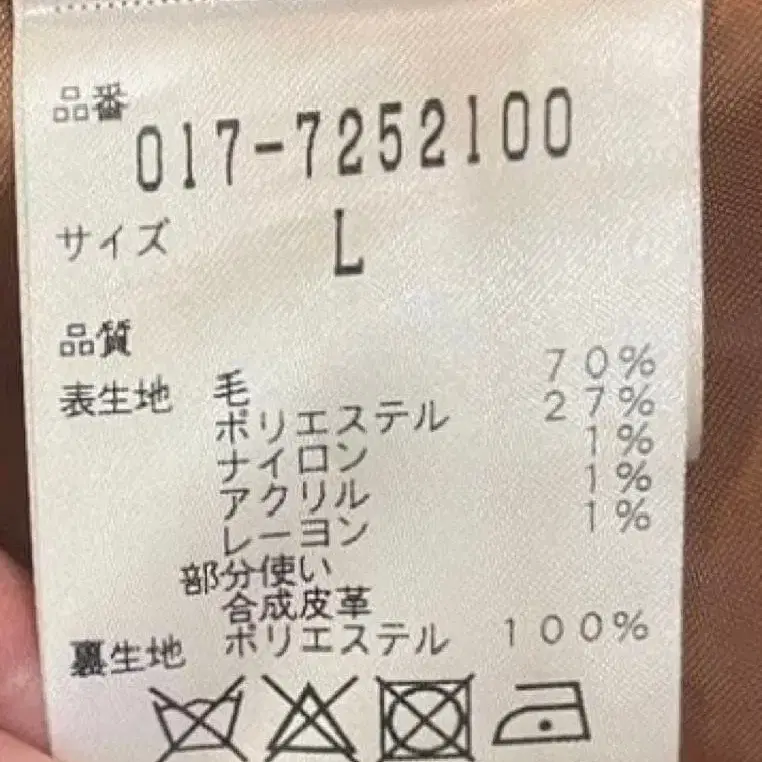 品番
017-7252100
サイズ L
品質
表生地 毛 70%
ポリエステル 27%
ナイロン 1%
アクリル 1%
レーヨン 1%
部分使い
合成皮革
裏生地 ポリエステル 100%